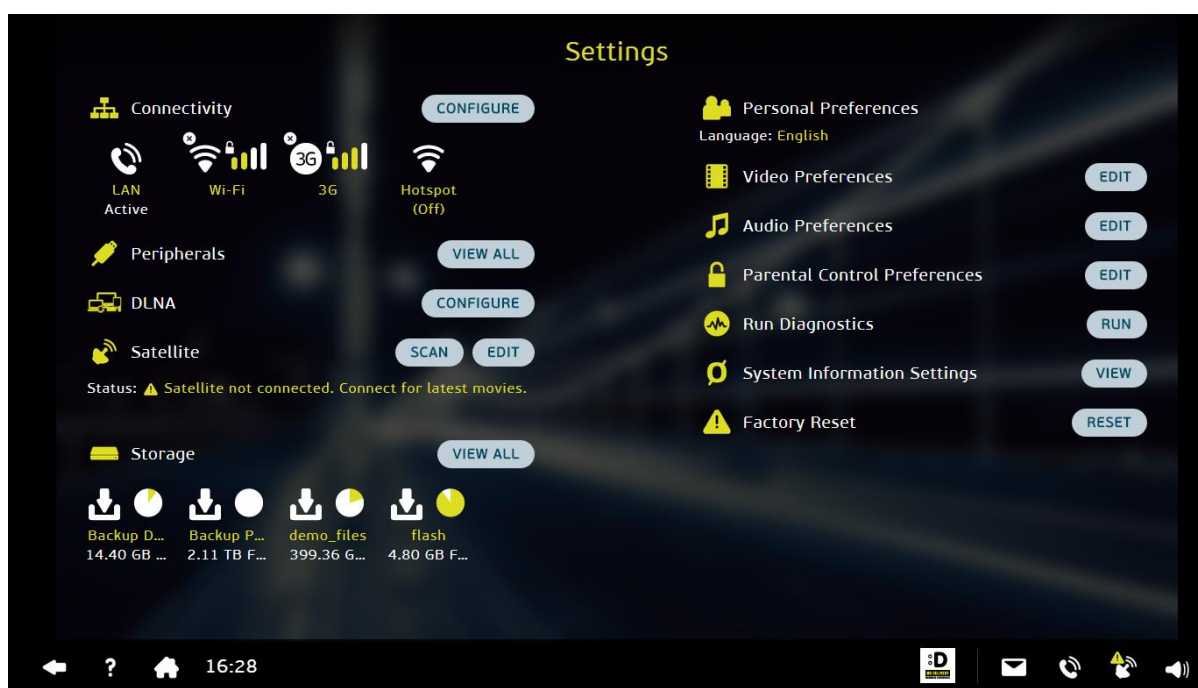 Settings
Connectivity
CONFIGURE
3G
LAN
Active
Wi-Fi
3G
Hotspot
(Off)
Peripherals
VIEW ALL
DLNA
CONFIGURE
Satellite
SCAN
EDIT
Status: Satellite not connected. Connect for latest movies.
Storage
VIEW ALL
Backup D...
14.40 GB ...
Backup P...
2.11 TB F...
demo_files
399.36 G...
flash
4.80 GB F...
Personal Preferences
Language: English
Video Preferences
EDIT
Audio Preferences
EDIT
Parental Control Preferences
EDIT
Run Diagnostics
RUN
System Information Settings
VIEW
Factory Reset
RESET
?
16:28
:D